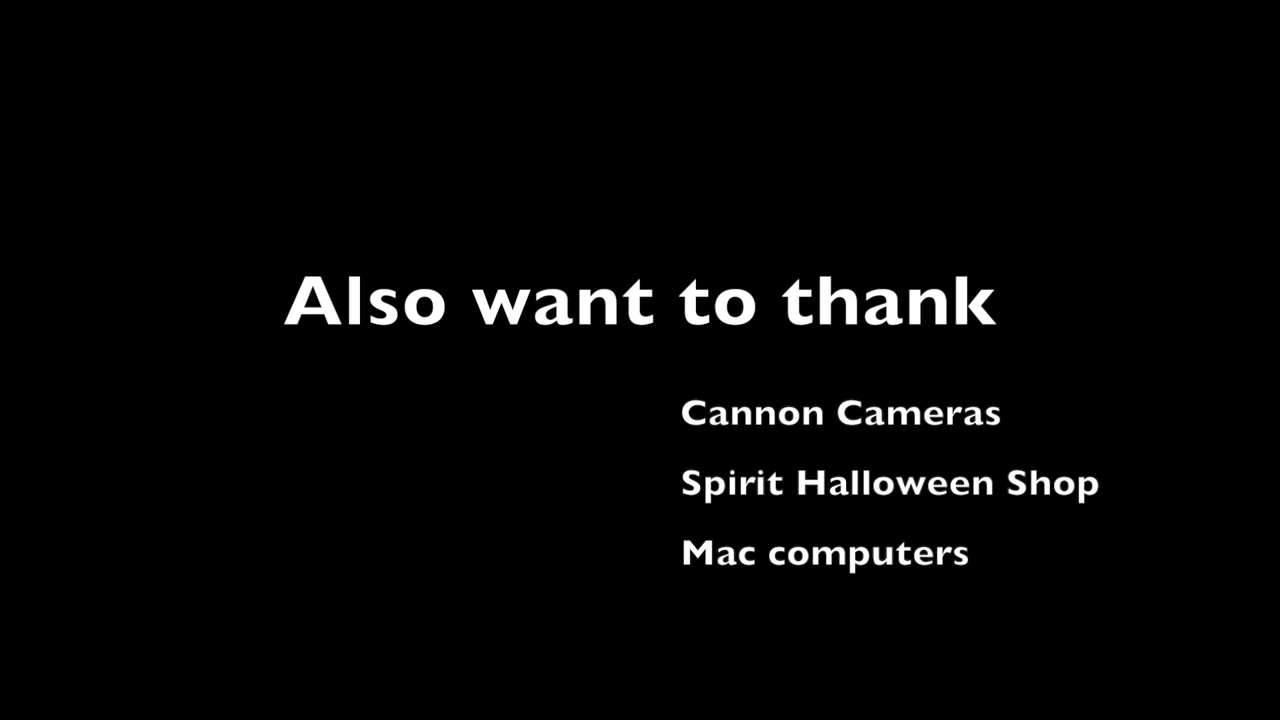 Also want to thank
Cannon Cameras
Spirit Halloween Shop
Mac computers